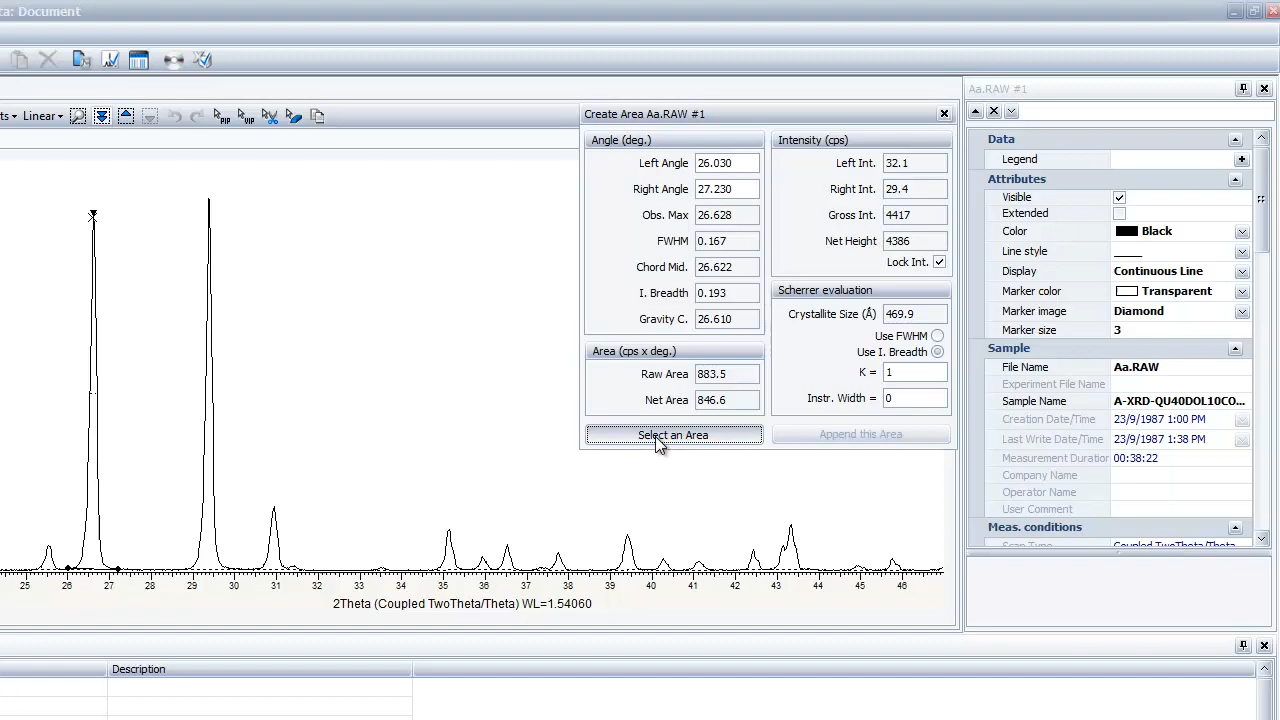 ta: Document
ts Linear
Create Area Aa.RAW #1
Angle (deg.)
Left Angle 26.030
Right Angle 27.230
Obs. Max 26.628
FWHM 0.167
Chord Mid. 26.622
I. Breadth 0.193
Gravity C. 26.610
Area (cps x deg.)
Raw Area 883.5
Net Area 846.6
Select an Area
Intensity (cps)
Left Int. 32.1
Right Int. 29.4
Gross Int. 4417
Net Height 4386
Lock Int.
Scherrer evaluation
Crystallite Size (Å) 469.9
Use FWHM
Use I. Breadth
K = 1
Instr. Width = 0
Append this Area
Aa.RAW #1
Data
Legend
Attributes
Visible
Extended
Color Black
Line style
Display Continuous Line
Marker color Transparent
Marker image Diamond
Marker size 3
Sample
File Name Aa.RAW
Experiment File Name
Sample Name A-XRD-QU40DOL10CO...
Creation Date/Time 23/9/1987 1:00 PM
Last Write Date/Time 23/9/1987 1:38 PM
Measurement Duration 00:38:22
Company Name
Operator Name
User Comment
Meas. conditions
Scan Type Coupled TwoTheta/Theta
25 26 27 28 29 30 31 32 33 34 35 36 37 38 39 40 41 42 43 44 45 46
2Theta (Coupled TwoTheta/Theta) WL=1.54060
Description